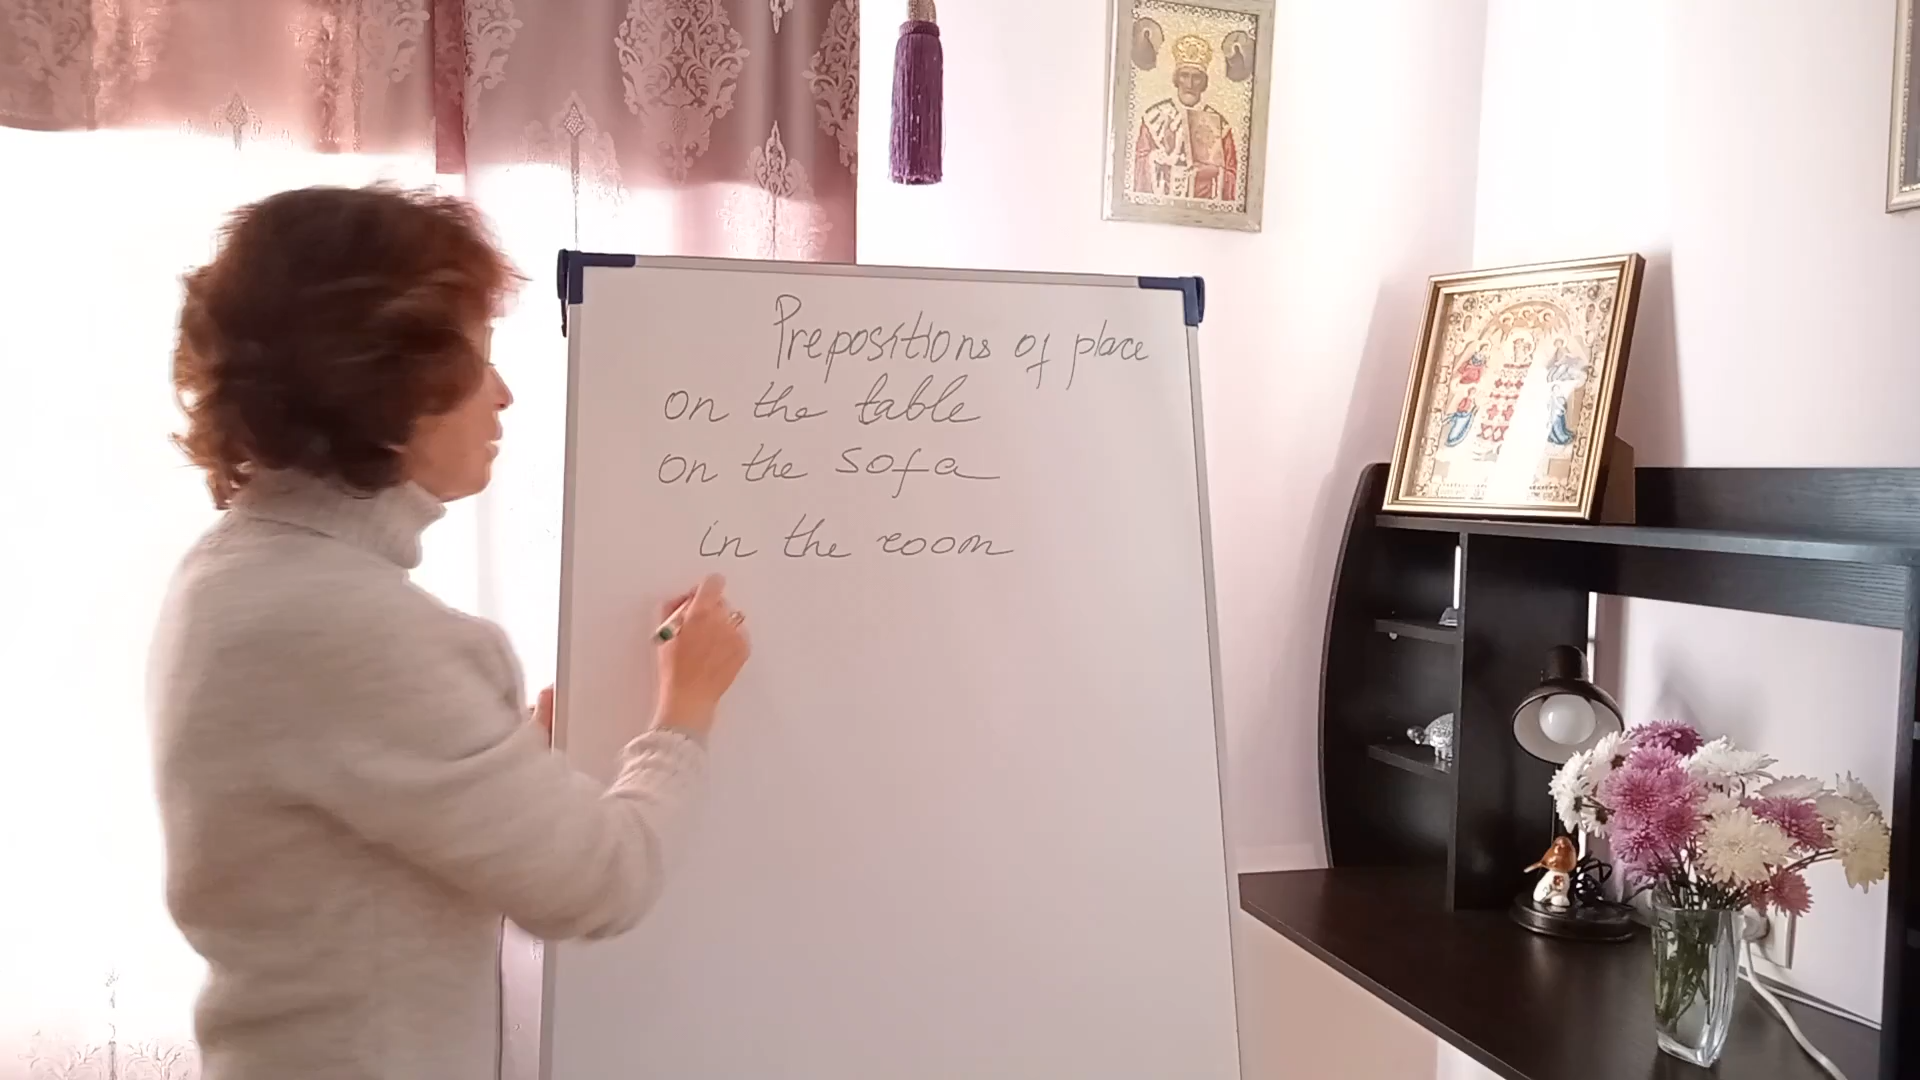 Prepositions of place
on the table
on the sofa
in the room